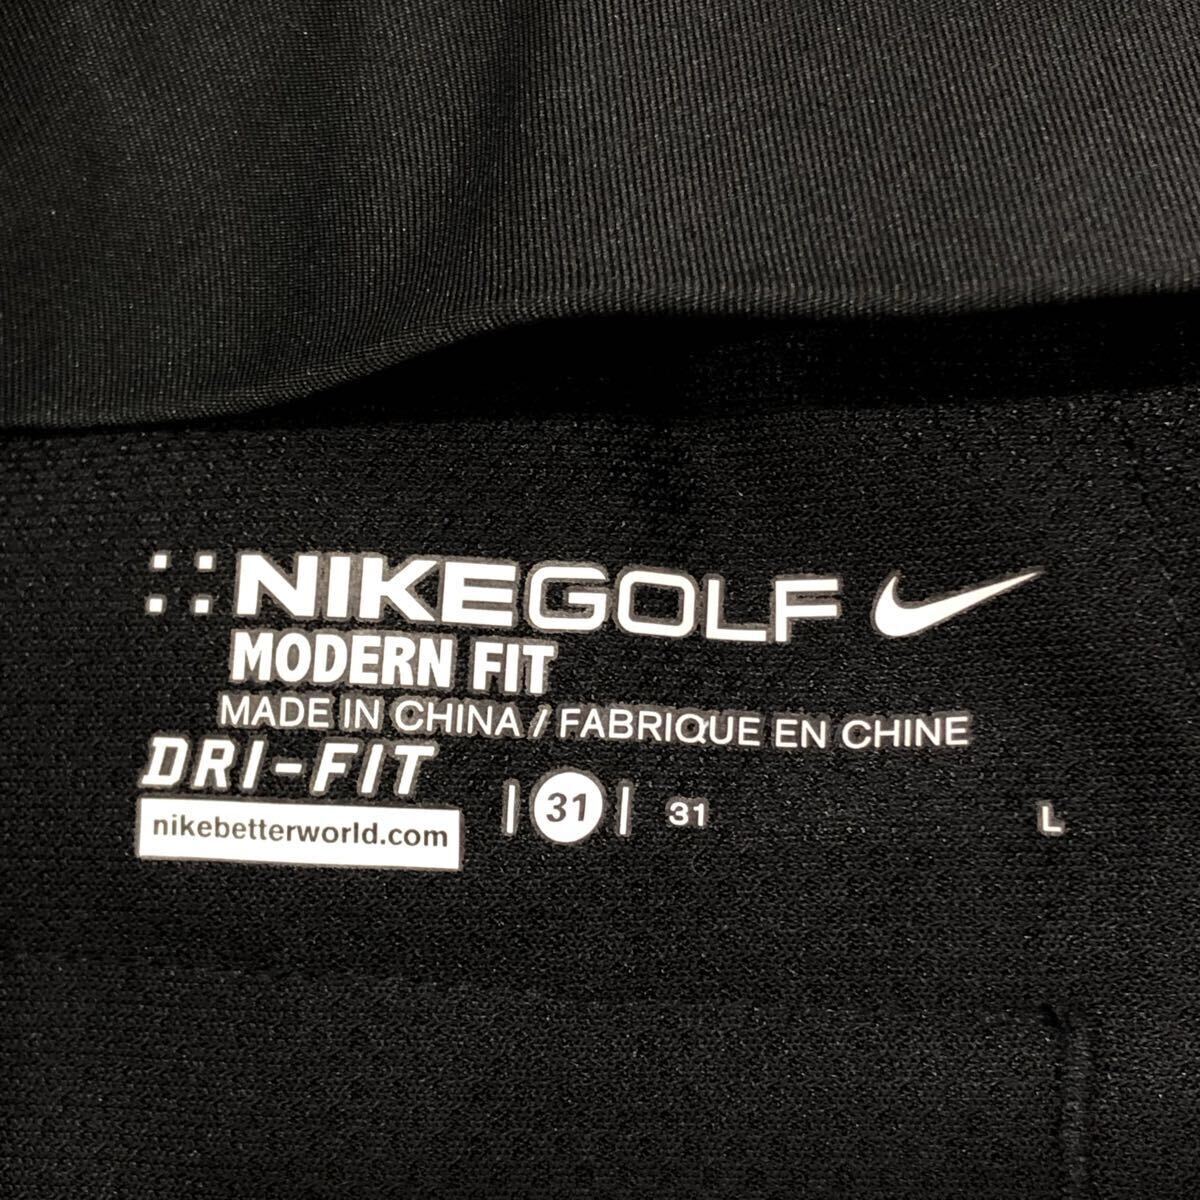 NIKEGOLF
MODERN FIT
MADE IN CHINA / FABRIQUE EN CHINE
DRI-FIT
nikebetterworld.com | 31 | 31 L